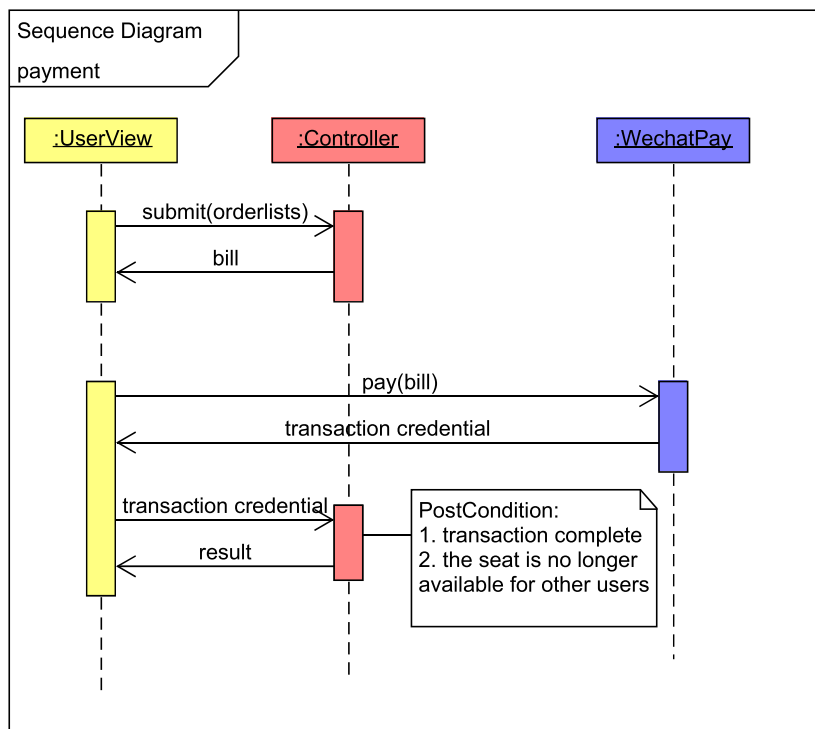 Sequence Diagram
payment
:UserView
:Controller
:WechatPay
submit(orderlists)
bill
pay(bill)
transaction credential
transaction credential
PostCondition:
1. transaction complete
2. the seat is no longer
available for other users
result